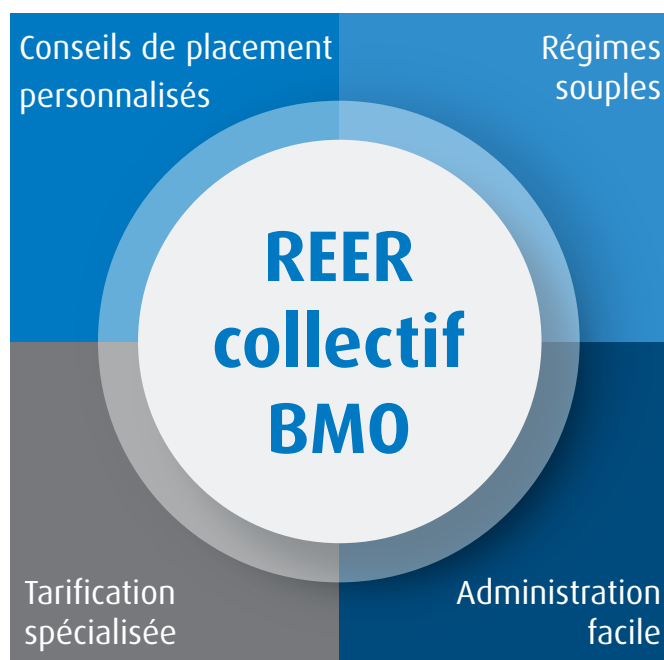 Conseils de placement
personnalisés
Régimes
souples
REER
collectif
BMO
Tarification
spécialisée
Administration
facile